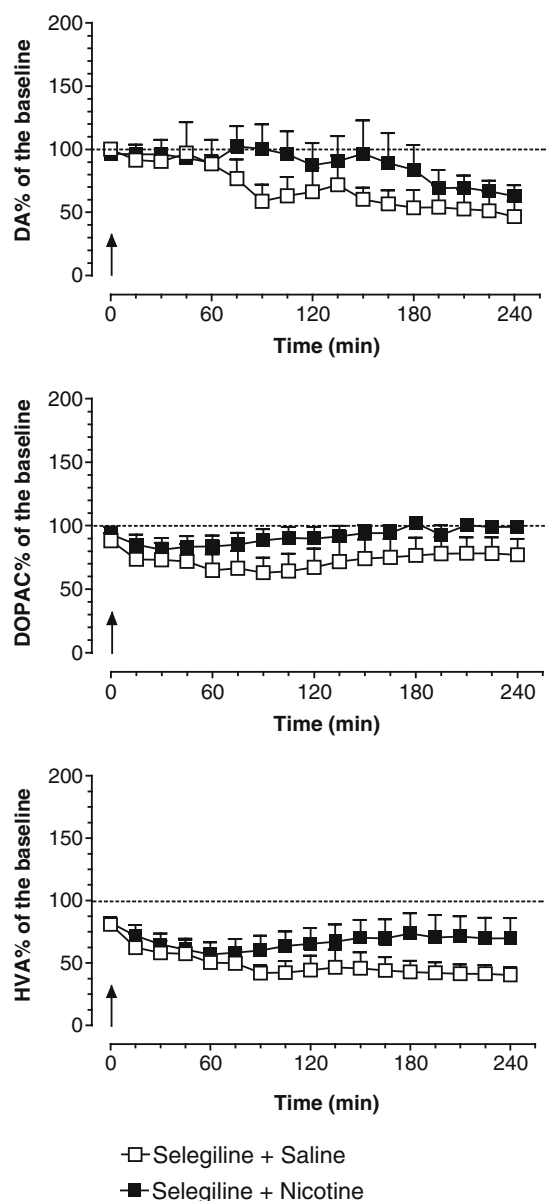 200
150
100
50
0
DA% of the baseline
0 60 120 180 240
Time (min)
200
150
100
50
0
DOPAC% of the baseline
0 60 120 180 240
Time (min)
200
150
100
50
0
HVA% of the baseline
0 60 120 180 240
Time (min)
Selegiline + Saline
Selegiline + Nicotine